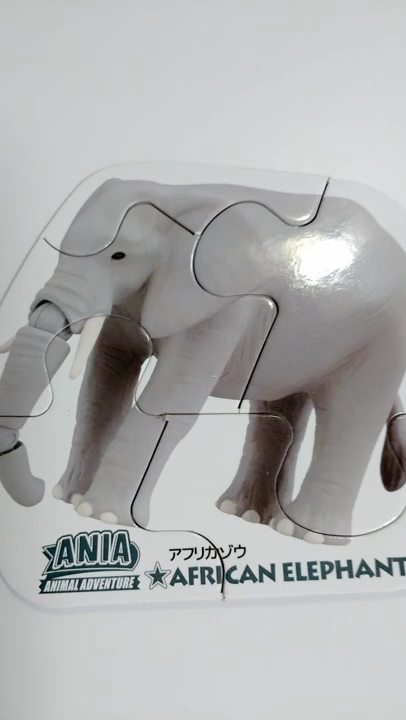 ANIA
ANIMAL ADVENTURE
アフリカゾウ
★AFRICAN ELEPHANT